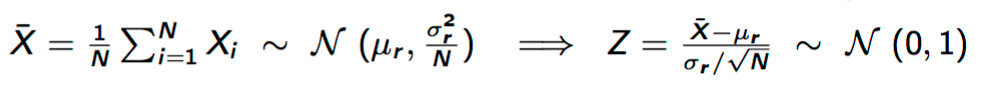 X̄ = 1/N ∑_{i=1}^{N} X_i ∼ 𝒩 (μ_r, σ_r²/N) ⟹ Z = (X̄−μ_r)/(σ_r/√N) ∼ 𝒩 (0, 1)